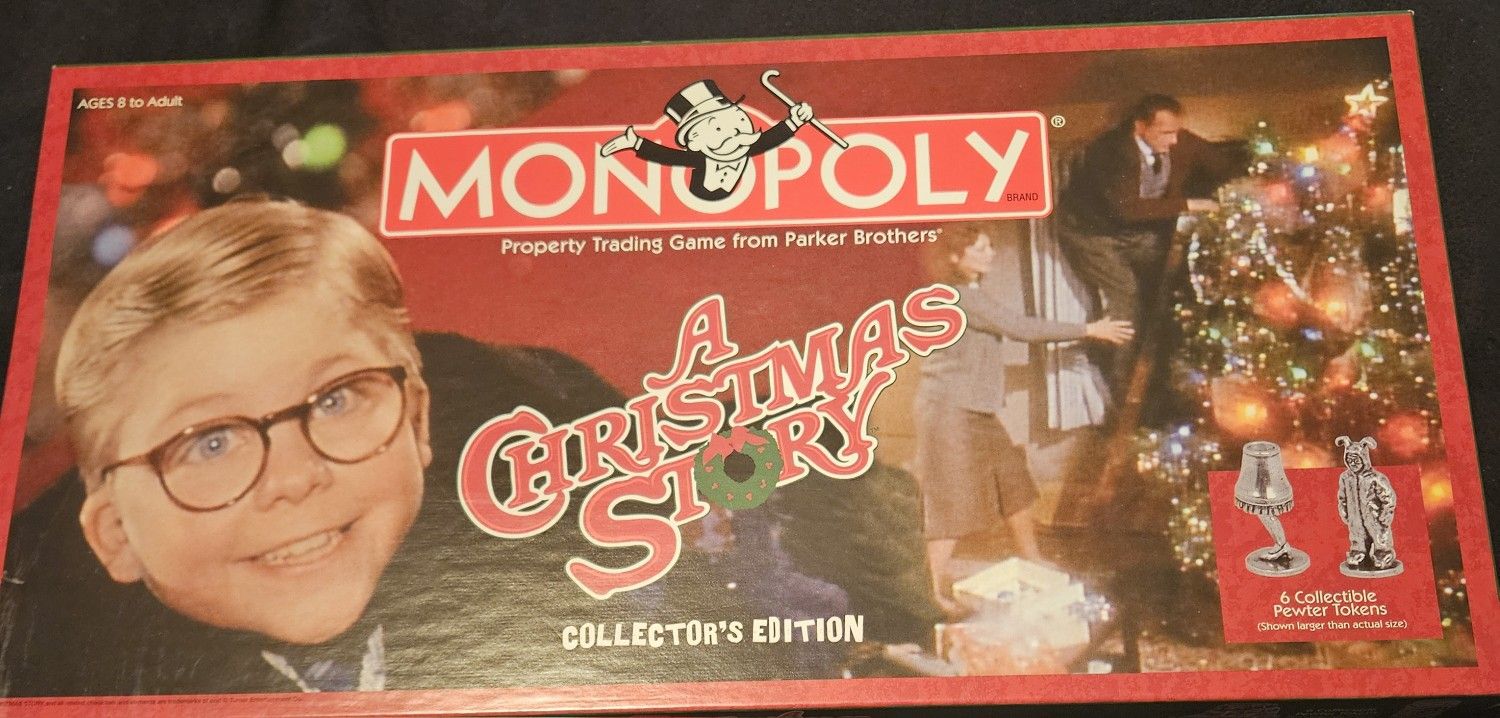 AGES 8 to Adult
MONOPOLY®
BRAND
Property Trading Game from Parker Brothers®
A
CHRISTMAS
STORY™
COLLECTOR'S EDITION
6 Collectible
Pewter Tokens
(Shown larger than actual size)